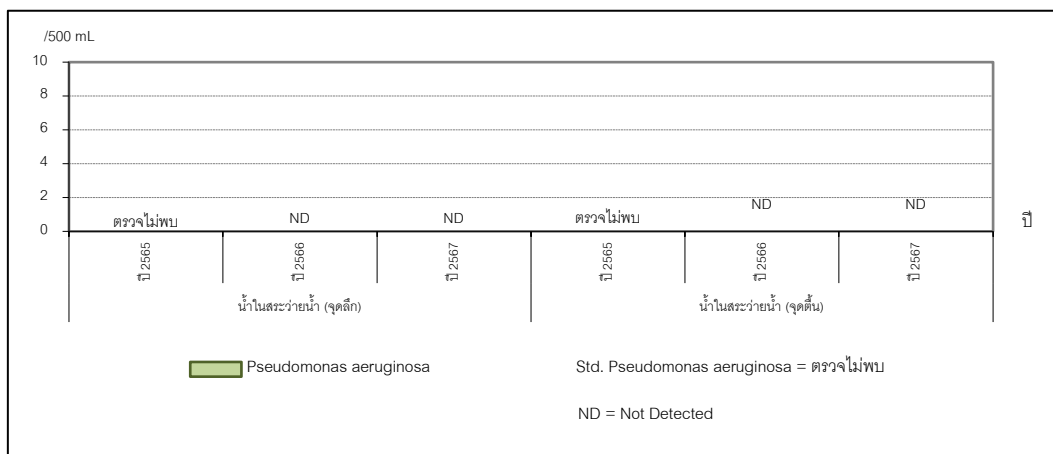 /500 mL
10
8
6
4
2
0
ตรวจไม่พบ ND ND ตรวจไม่พบ ND ND
ปี
ปี 2565 ปี 2566 ปี 2567 ปี 2565 ปี 2566 ปี 2567
น้ำในสระว่ายน้ำ (จุดลึก) น้ำในสระว่ายน้ำ (จุดตื้น)
Pseudomonas aeruginosa Std. Pseudomonas aeruginosa = ตรวจไม่พบ
ND = Not Detected